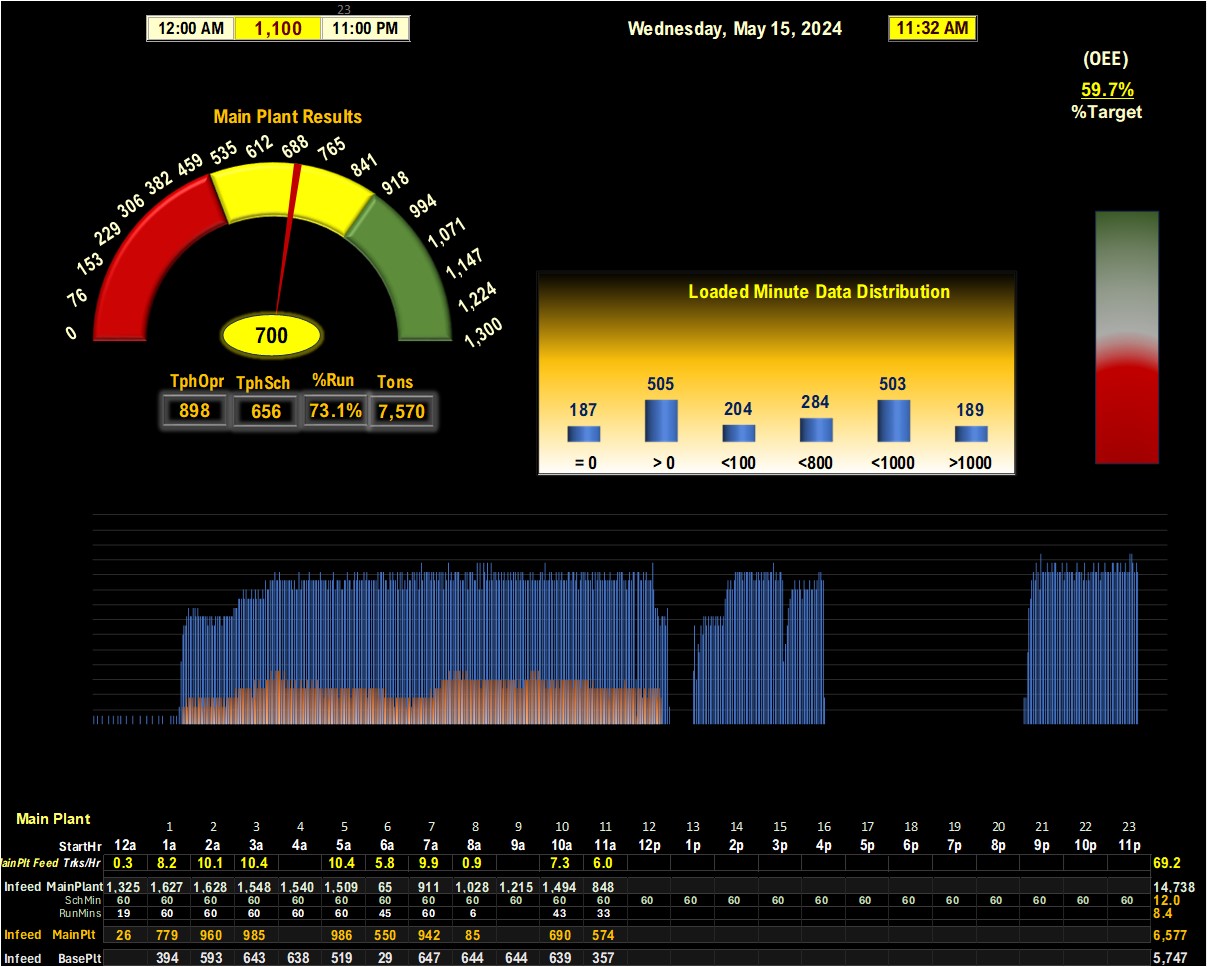 23
12:00 AM 1,100 11:00 PM
Wednesday, May 15, 2024
11:32 AM
(OEE)
59.7%
%Target
Main Plant Results
0 76 153 229 306 382 459 535 612 688 765 841 918 994 1,071 1,147 1,224 1,300
700
TphOpr TphSch %Run Tons
898 656 73.1% 7,570
Loaded Minute Data Distribution
187 505 204 284 503 189
= 0 > 0 <100 <800 <1000 >1000
Main Plant
1 2 3 4 5 6 7 8 9 10 11 12 13 14 15 16 17 18 19 20 21 22 23
StartHr 12a 1a 2a 3a 4a 5a 6a 7a 8a 9a 10a 11a 12p 1p 2p 3p 4p 5p 6p 7p 8p 9p 10p 11p
ainPlt Feed Trks/Hr 0.3 8.2 10.1 10.4 10.4 5.8 9.9 0.9 7.3 6.0 69.2
Infeed MainPlant 1,325 1,627 1,628 1,548 1,540 1,509 65 911 1,028 1,215 1,494 848 14,738
SchMin 60 60 60 60 60 60 60 60 60 60 60 60 60 60 60 60 60 60 60 60 60 60 60 60 12.0
RunMins 19 60 60 60 60 45 60 6 43 33 8.4
Infeed MainPlt 26 779 960 985 986 550 942 85 690 574 6,577
Infeed BasePlt 394 593 643 638 519 29 647 644 644 639 357 5,747